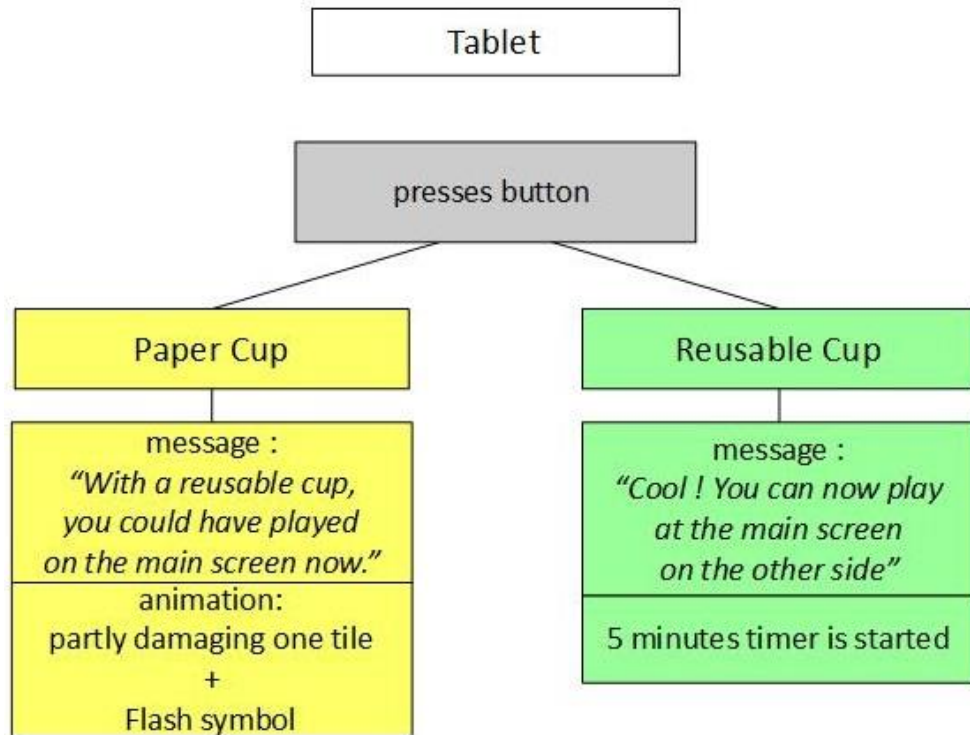 Tablet
presses button
Paper Cup
message :
“With a reusable cup,
you could have played
on the main screen now.”
animation:
partly damaging one tile
+
Flash symbol
Reusable Cup
message :
“Cool ! You can now play
at the main screen
on the other side”
5 minutes timer is started